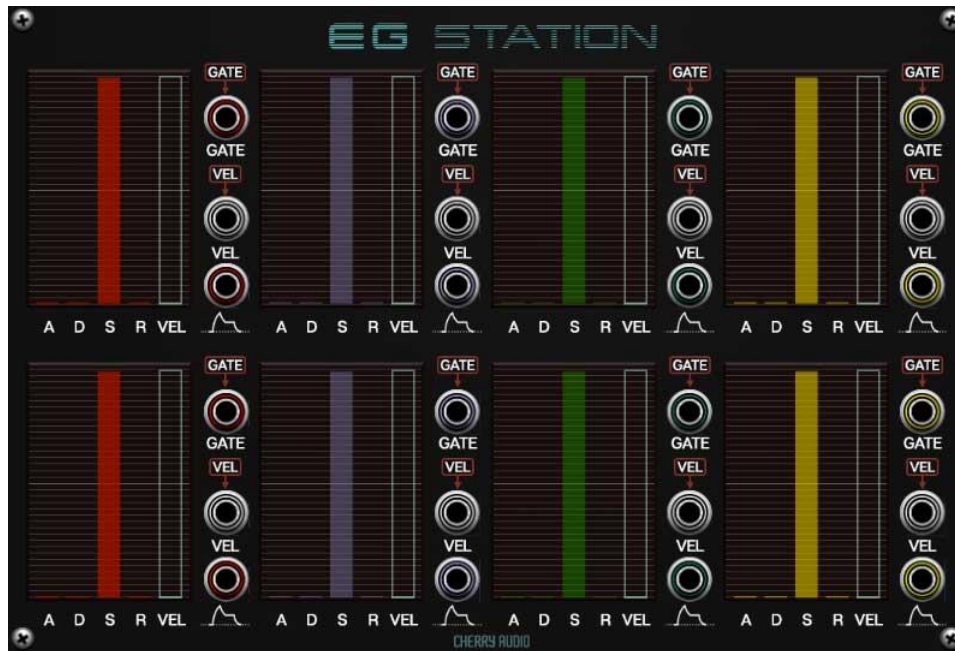 EG STATION
GATE GATE GATE GATE
GATE GATE GATE GATE
VEL VEL VEL VEL
VEL VEL VEL VEL
A D S R VEL A D S R VEL A D S R VEL A D S R VEL
GATE GATE GATE GATE
GATE GATE GATE GATE
VEL VEL VEL VEL
VEL VEL VEL VEL
A D S R VEL A D S R VEL A D S R VEL A D S R VEL
CHERRY AUDIO